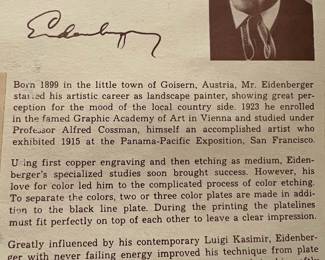 Eidenberger
Born 1899 in the little town of Goisern, Austria, Mr. Eidenberger
started his artistic career as landscape painter, showing great per-
ception for the mood of the local country side. 1923 he enrolled
in the famed Graphic Academy of Art in Vienna and studied under
Professor Alfred Cossman, himself an accomplished artist who
exhibited 1915 at the Panama-Pacific Exposition, San Francisco.
Using first copper engraving and then etching as medium, Eiden-
berger's specialized studies soon brought success. However, his
love for color led him to the complicated process of color etching.
To separate the colors, two or three color plates are made in addi-
tion to the black line plate. During the printing the platelines
must fit perfectly on top of each other to leave a clear impression.
Greatly influenced by his contemporary Luigi Kasimir, Eidenber-
ger with never failing energy improved his technique from plate